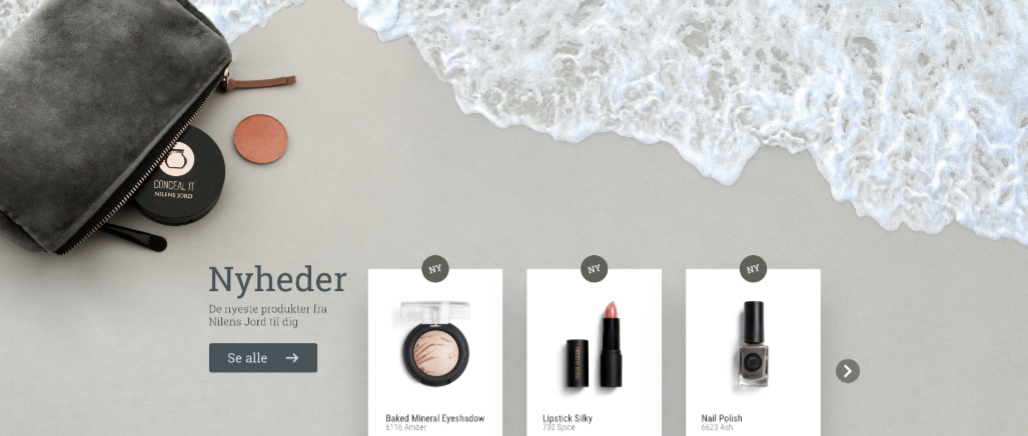 CONCEAL IT
NILENS JORD
Nyheder
De nyeste produkter fra
Nilens Jord til dig
Se alle
NY
Baked Mineral Eyeshadow
6116 Amber
NY
Lipstick Silky
730 Spice
NY
Nail Polish
6623 Ash